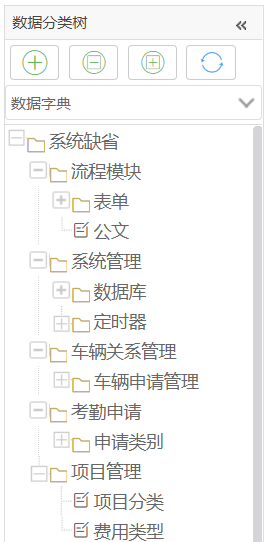 数据分类树
数据字典
系统缺省
流程模块
表单
公文
系统管理
数据库
定时器
车辆关系管理
车辆申请管理
考勤申请
申请类别
项目管理
项目分类
费用类型